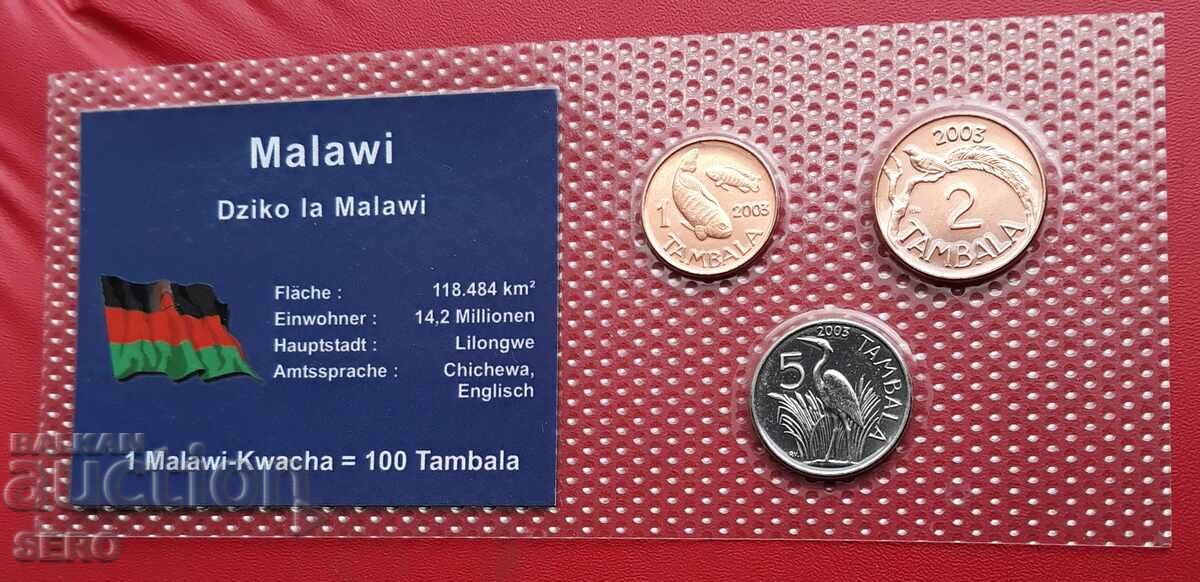 Malawi
Dziko la Malawi
Fläche : 118.484 km²
Einwohner : 14,2 Millionen
Hauptstadt : Lilongwe
Amtssprache : Chichewa,
Englisch
1 Malawi-Kwacha = 100 Tambala
1 2003
TAMBALA
2003
2
TAMBALA
2003
5 TAMBALA
BALKAN
auction
SERO